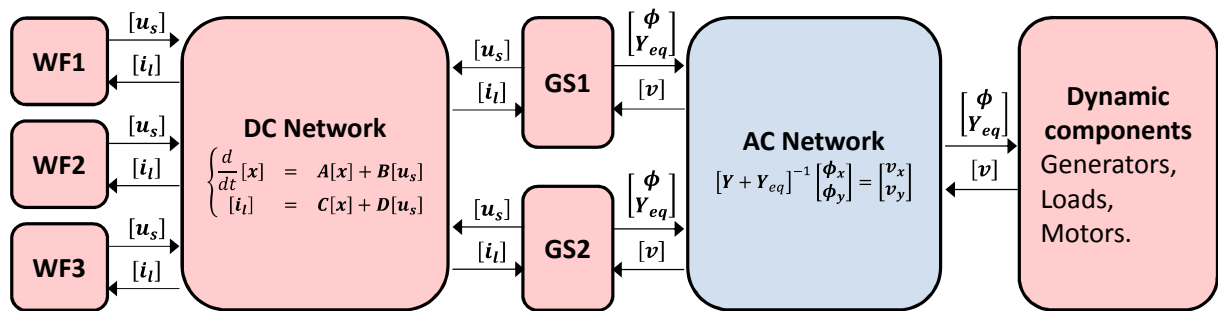 WF1
[u_s]
[i_l]
WF2
[u_s]
[i_l]
WF3
[u_s]
[i_l]
DC Network
{ d/dt [x] = A[x] + B[u_s]
[i_l] = C[x] + D[u_s]
[u_s]
[i_l]
GS1
[ϕ
Y_eq]
[v]
[u_s]
[i_l]
GS2
[ϕ
Y_eq]
[v]
AC Network
[Y + Y_eq]^{-1} [ϕ_x ϕ_y] = [v_x v_y]
[ϕ
Y_eq]
[v]
Dynamic
components
Generators,
Loads,
Motors.